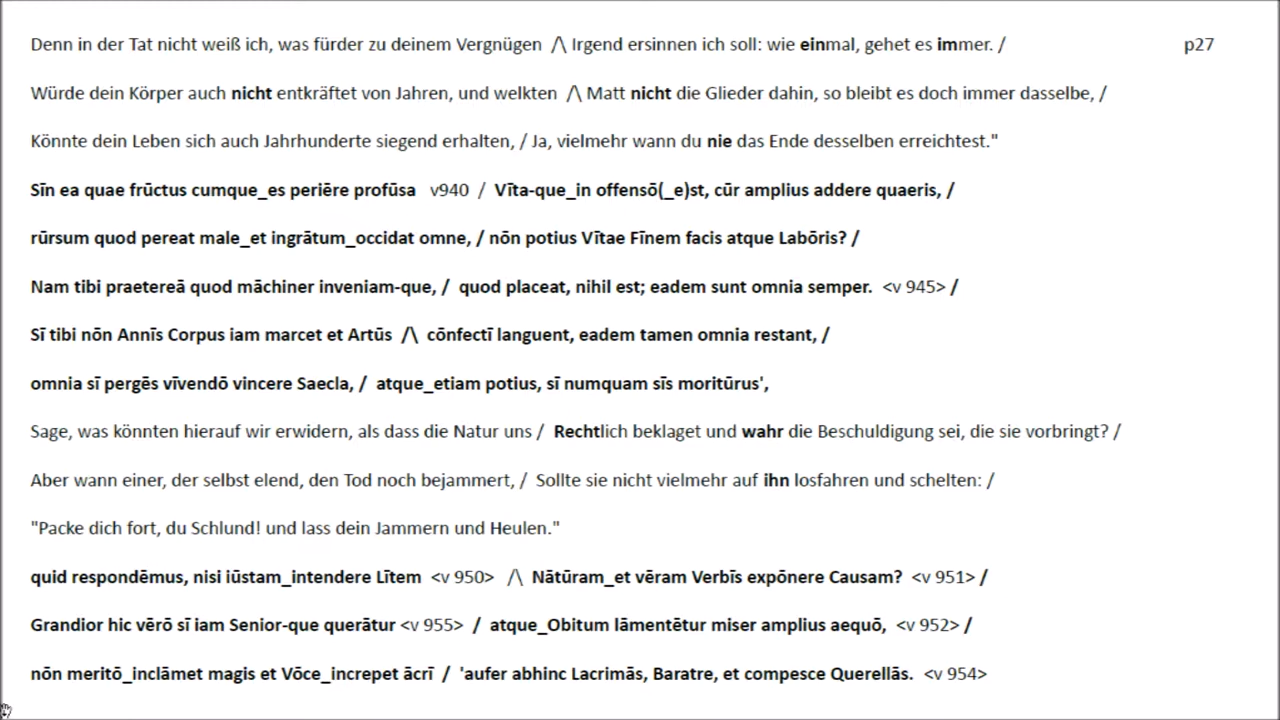 Denn in der Tat nicht weiß ich, was fürder zu deinem Vergnügen /\ Irgend ersinnen ich soll: wie einmal, gehet es immer. / p27
Würde dein Körper auch nicht entkräftet von Jahren, und welkten /\ Matt nicht die Glieder dahin, so bleibt es doch immer dasselbe, /
Könnte dein Leben sich auch Jahrhunderte siegend erhalten, / Ja, vielmehr wann du nie das Ende desselben erreichtest."
Sīn ea quae frūctus cumque_es periēre profūsa v940 / Vīta-que_in offensō(_e)st, cūr amplius addere quaeris, /
rūrsum quod pereat male_et ingrātum_occidat omne, / nōn potius Vītae Fīnem facis atque Labōris? /
Nam tibi praetereā quod māchiner inveniam-que, / quod placeat, nihil est; eadem sunt omnia semper. <v 945> /
Sī tibi nōn Annīs Corpus iam marcet et Artūs /\ cōnfectī languent, eadem tamen omnia restant, /
omnia sī pergēs vīvendō vincere Saecla, / atque_etiam potius, sī numquam sīs moritūrus',
Sage, was könnten hierauf wir erwidern, als dass die Natur uns / Rechtlich beklaget und wahr die Beschuldigung sei, die sie vorbringt? /
Aber wann einer, der selbst elend, den Tod noch bejammert, / Sollte sie nicht vielmehr auf ihn losfahren und schelten: /
"Packe dich fort, du Schlund! und lass dein Jammern und Heulen."
quid respondēmus, nisi iūstam_intendere Lītem <v 950> /\ Nātūram_et vēram Verbīs expōnere Causam? <v 951> /
Grandior hic vērō sī iam Senior-que querātur <v 955> / atque_Obitum lāmentētur miser amplius aequō, <v 952> /
nōn meritō_inclāmet magis et Vōce_increpet ācrī / 'aufer abhinc Lacrimās, Baratre, et compesce Querellās. <v 954>